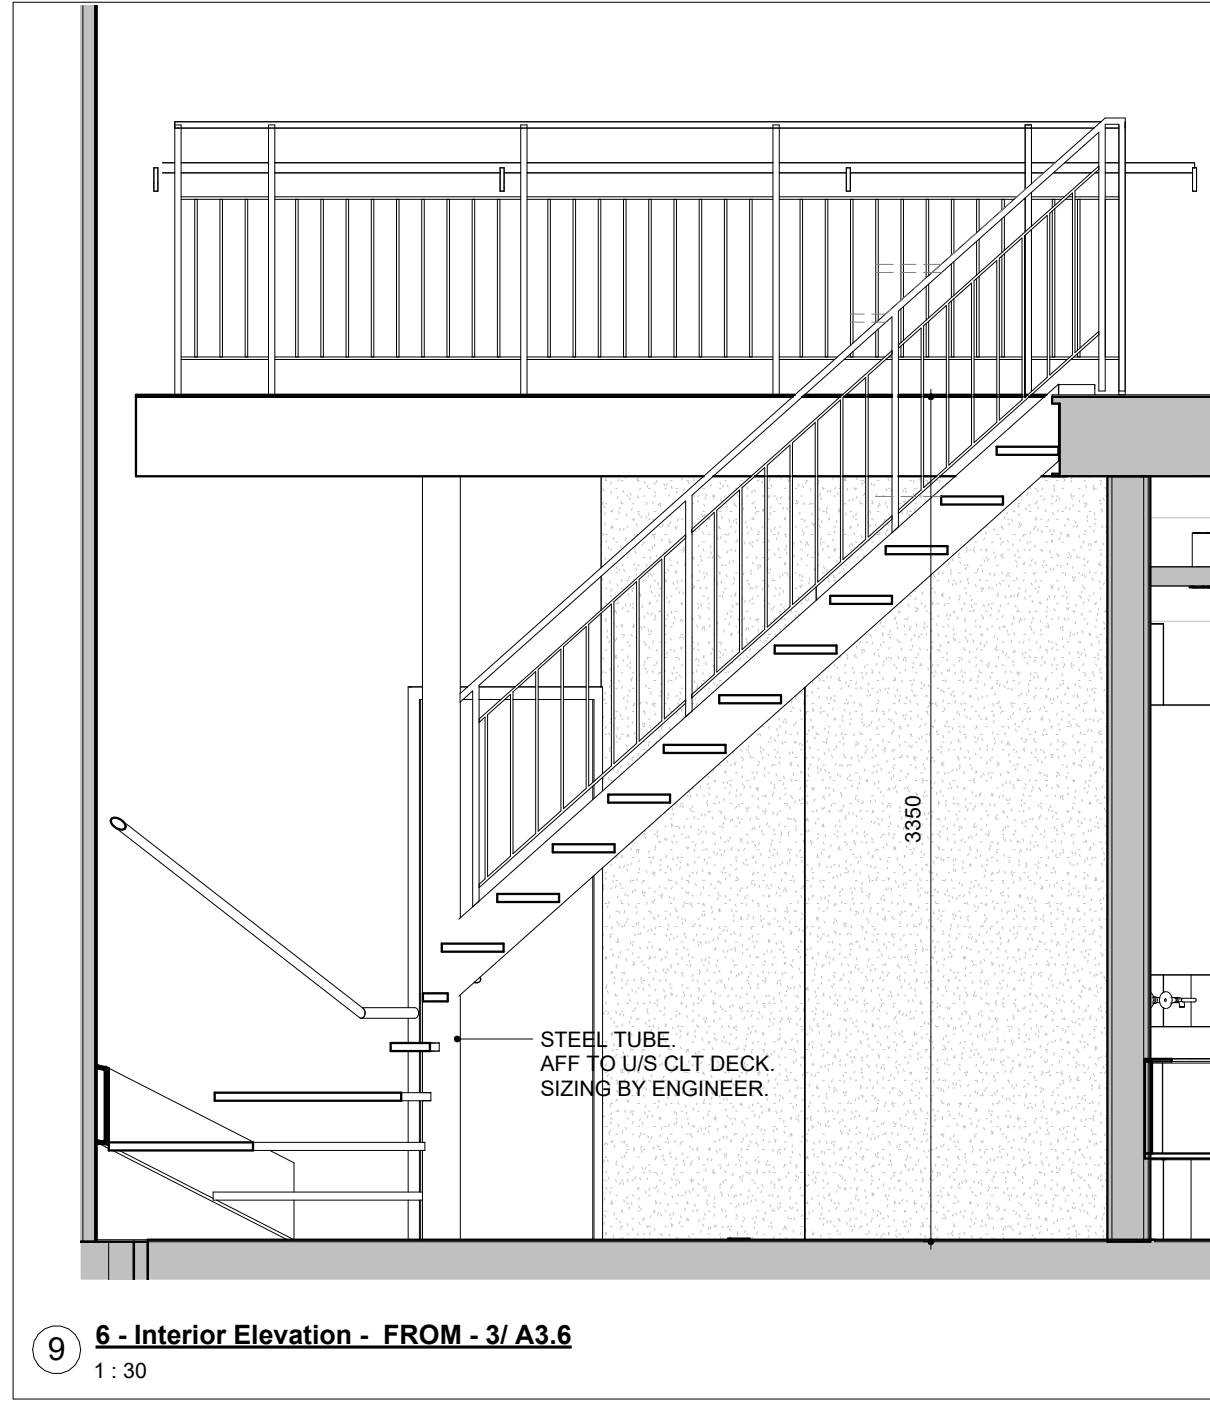 3350
STEEL TUBE.
AFF TO U/S CLT DECK.
SIZING BY ENGINEER.
9
6 - Interior Elevation - FROM - 3/ A3.6
1 : 30